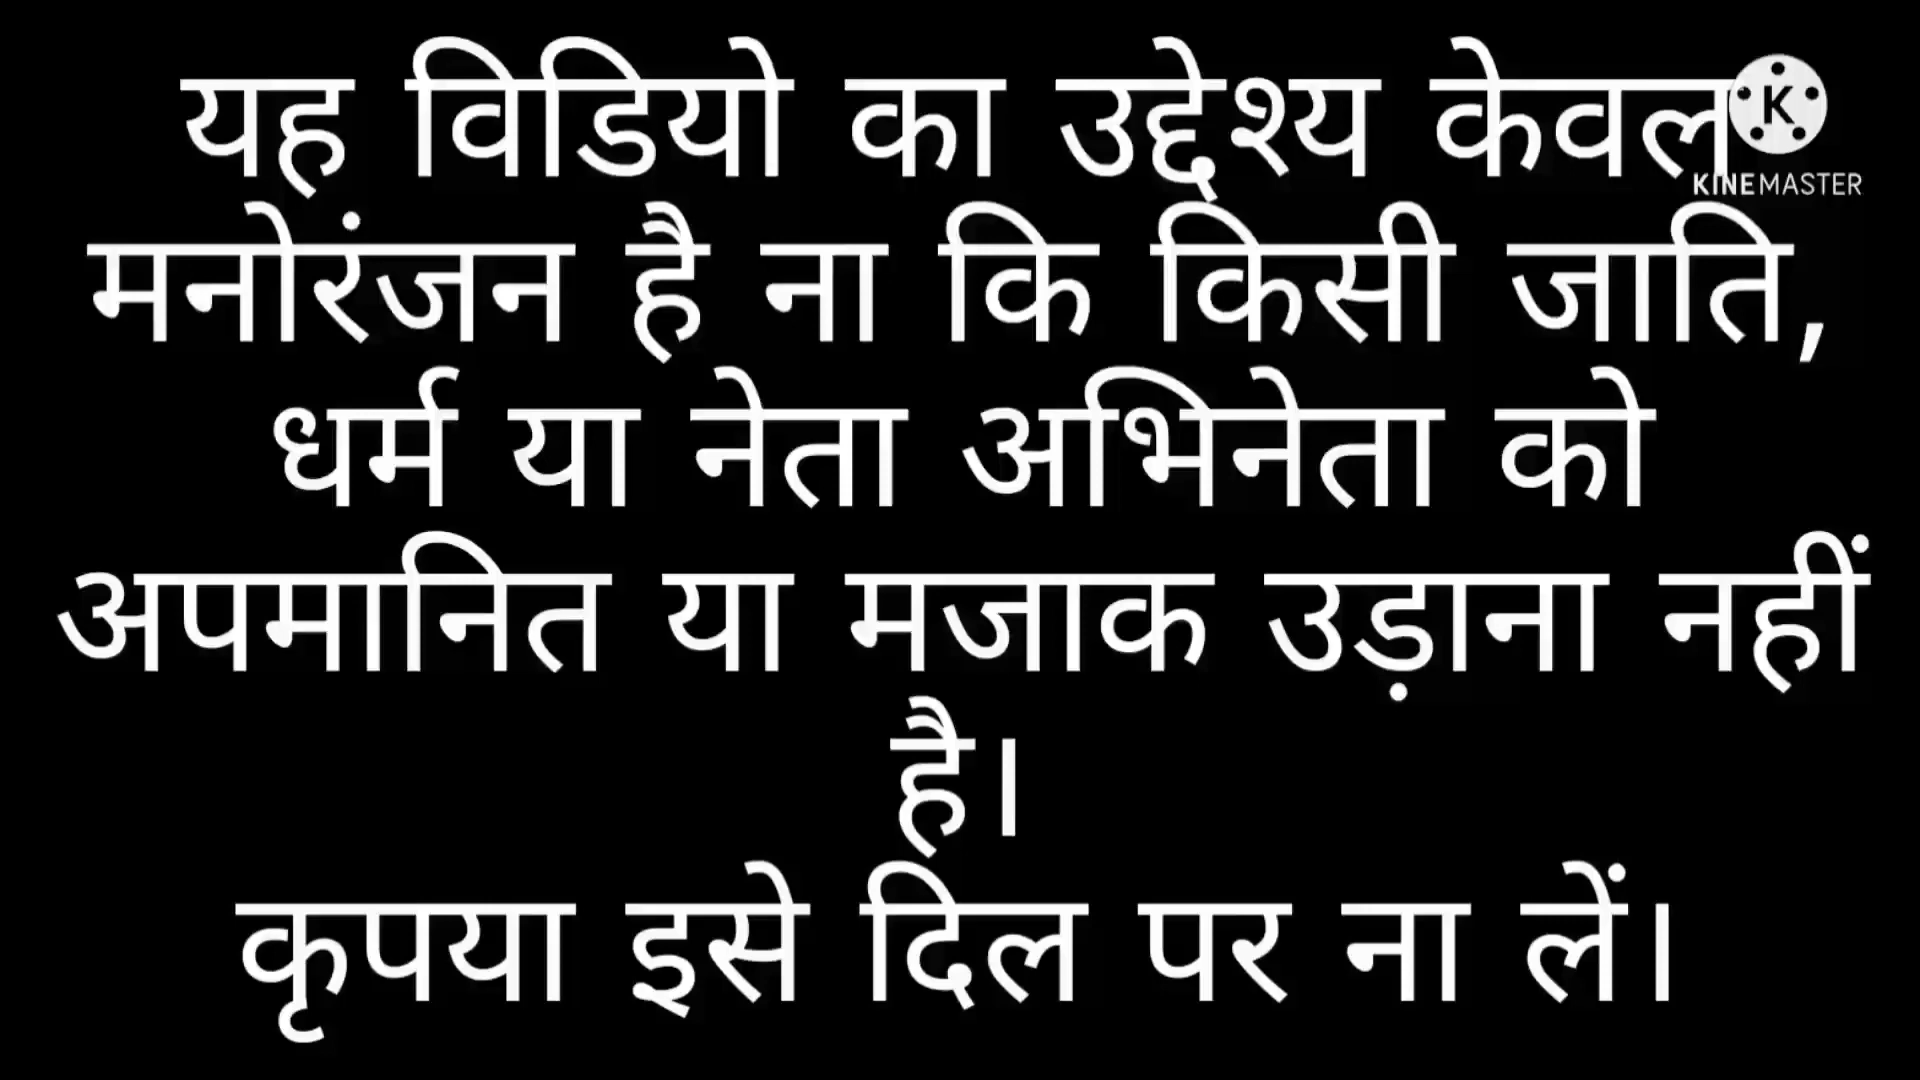 यह विडियो का उद्देश्य केवल
KINEMASTER
मनोरंजन है ना कि किसी जाति,
धर्म या नेता अभिनेता को
अपमानित या मजाक उड़ाना नहीं
है।
कृपया इसे दिल पर ना लें।